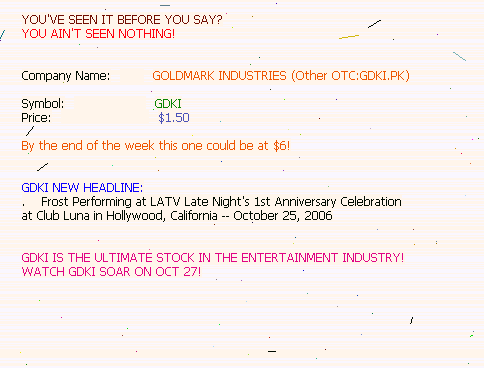 YOU'VE SEEN IT BEFORE YOU SAY?
YOU AIN'T SEEN NOTHING!
Company Name: GOLDMARK INDUSTRIES (Other OTC:GDKI.PK)
Symbol: GDKI
Price: $1.50
By the end of the week this one could be at $6!
GDKI NEW HEADLINE:
. Frost Performing at LATV Late Night's 1st Anniversary Celebration
at Club Luna in Hollywood, California -- October 25, 2006
GDKI IS THE ULTIMATE STOCK IN THE ENTERTAINMENT INDUSTRY!
WATCH GDKI SOAR ON OCT 27!